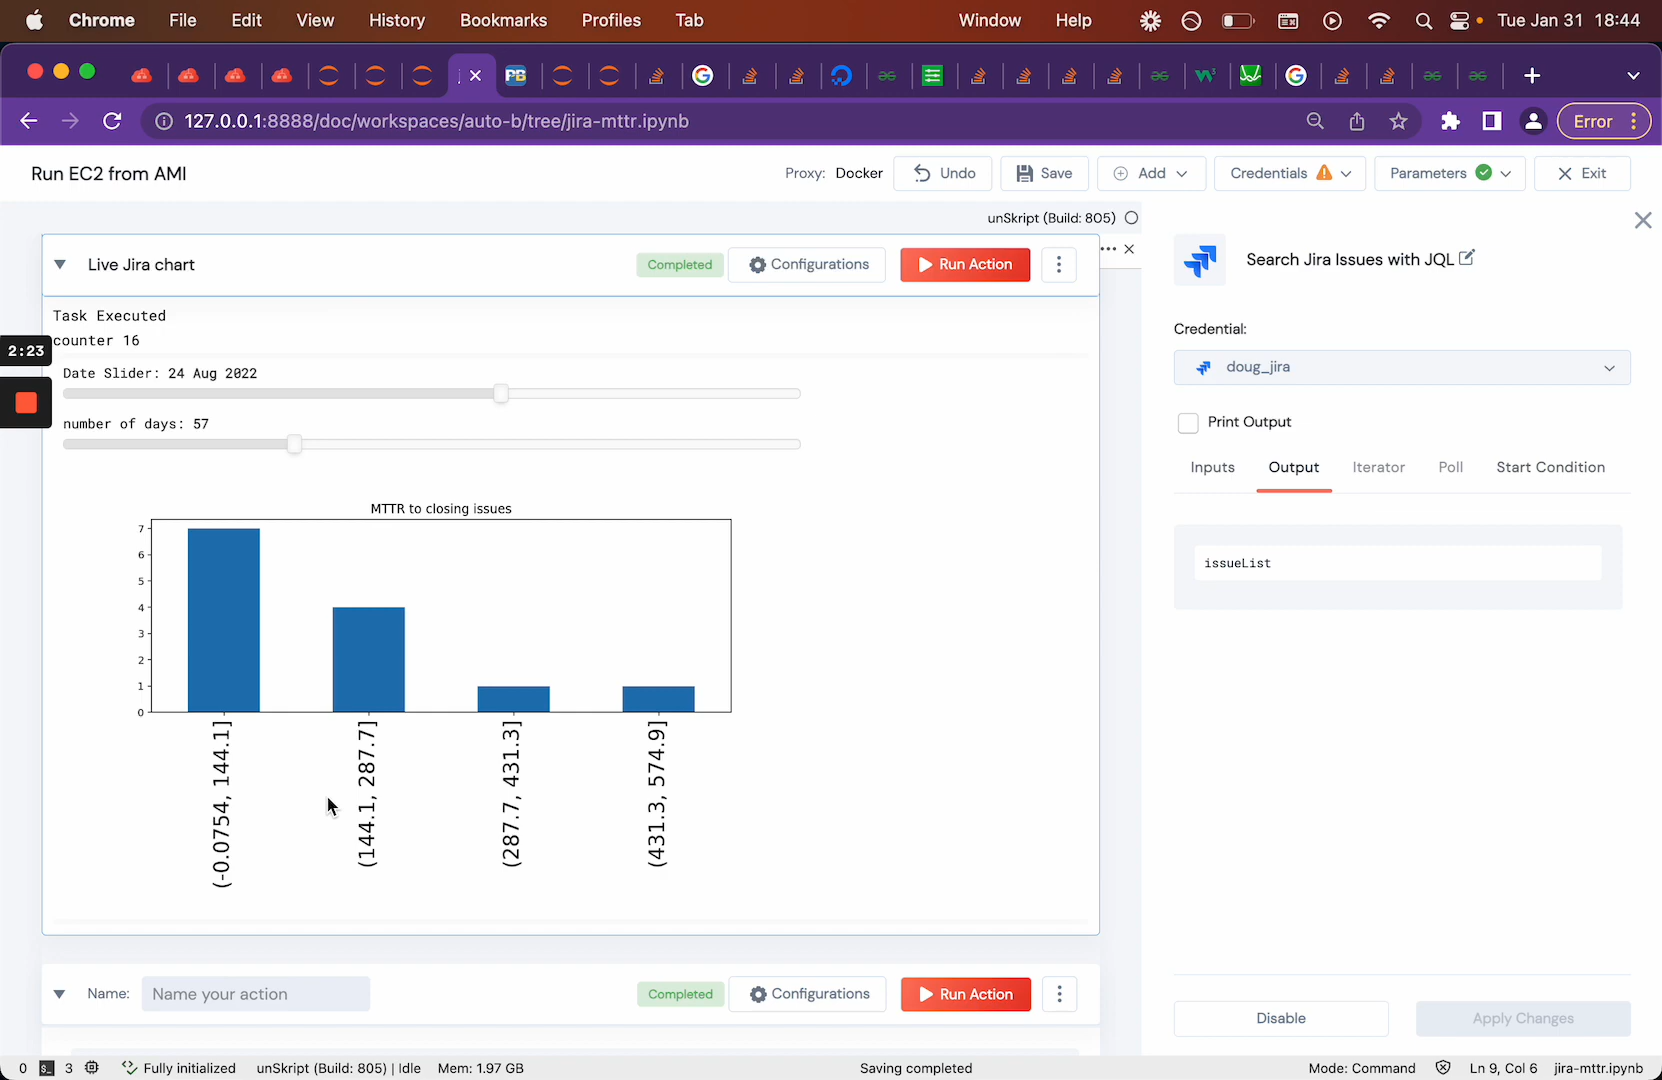 Chrome File Edit View History Bookmarks Profiles Tab Window Help Tue Jan 31 18:44
127.0.0.1:8888/doc/workspaces/auto-b/tree/jira-mttr.ipynb Error
Run EC2 from AMI Proxy: Docker Undo Save Add Credentials Parameters Exit
unSkript (Build: 805)
Live Jira chart Completed Configurations Run Action
Task Executed
counter 16
2:23
Date Slider: 24 Aug 2022
number of days: 57
MTTR to closing issues
7
6
5
4
3
2
1
0
(-0.0754, 144.1]
(144.1, 287.7]
(287.7, 431.3]
(431.3, 574.9]
Name: Name your action Completed Configurations Run Action
Search Jira Issues with JQL
Credential:
doug_jira
Print Output
Inputs Output Iterator Poll Start Condition
issueList
Disable Apply Changes
0 3 Fully initialized unSkript (Build: 805) | Idle Mem: 1.97 GB Saving completed Mode: Command Ln 9, Col 6 jira-mttr.ipynb